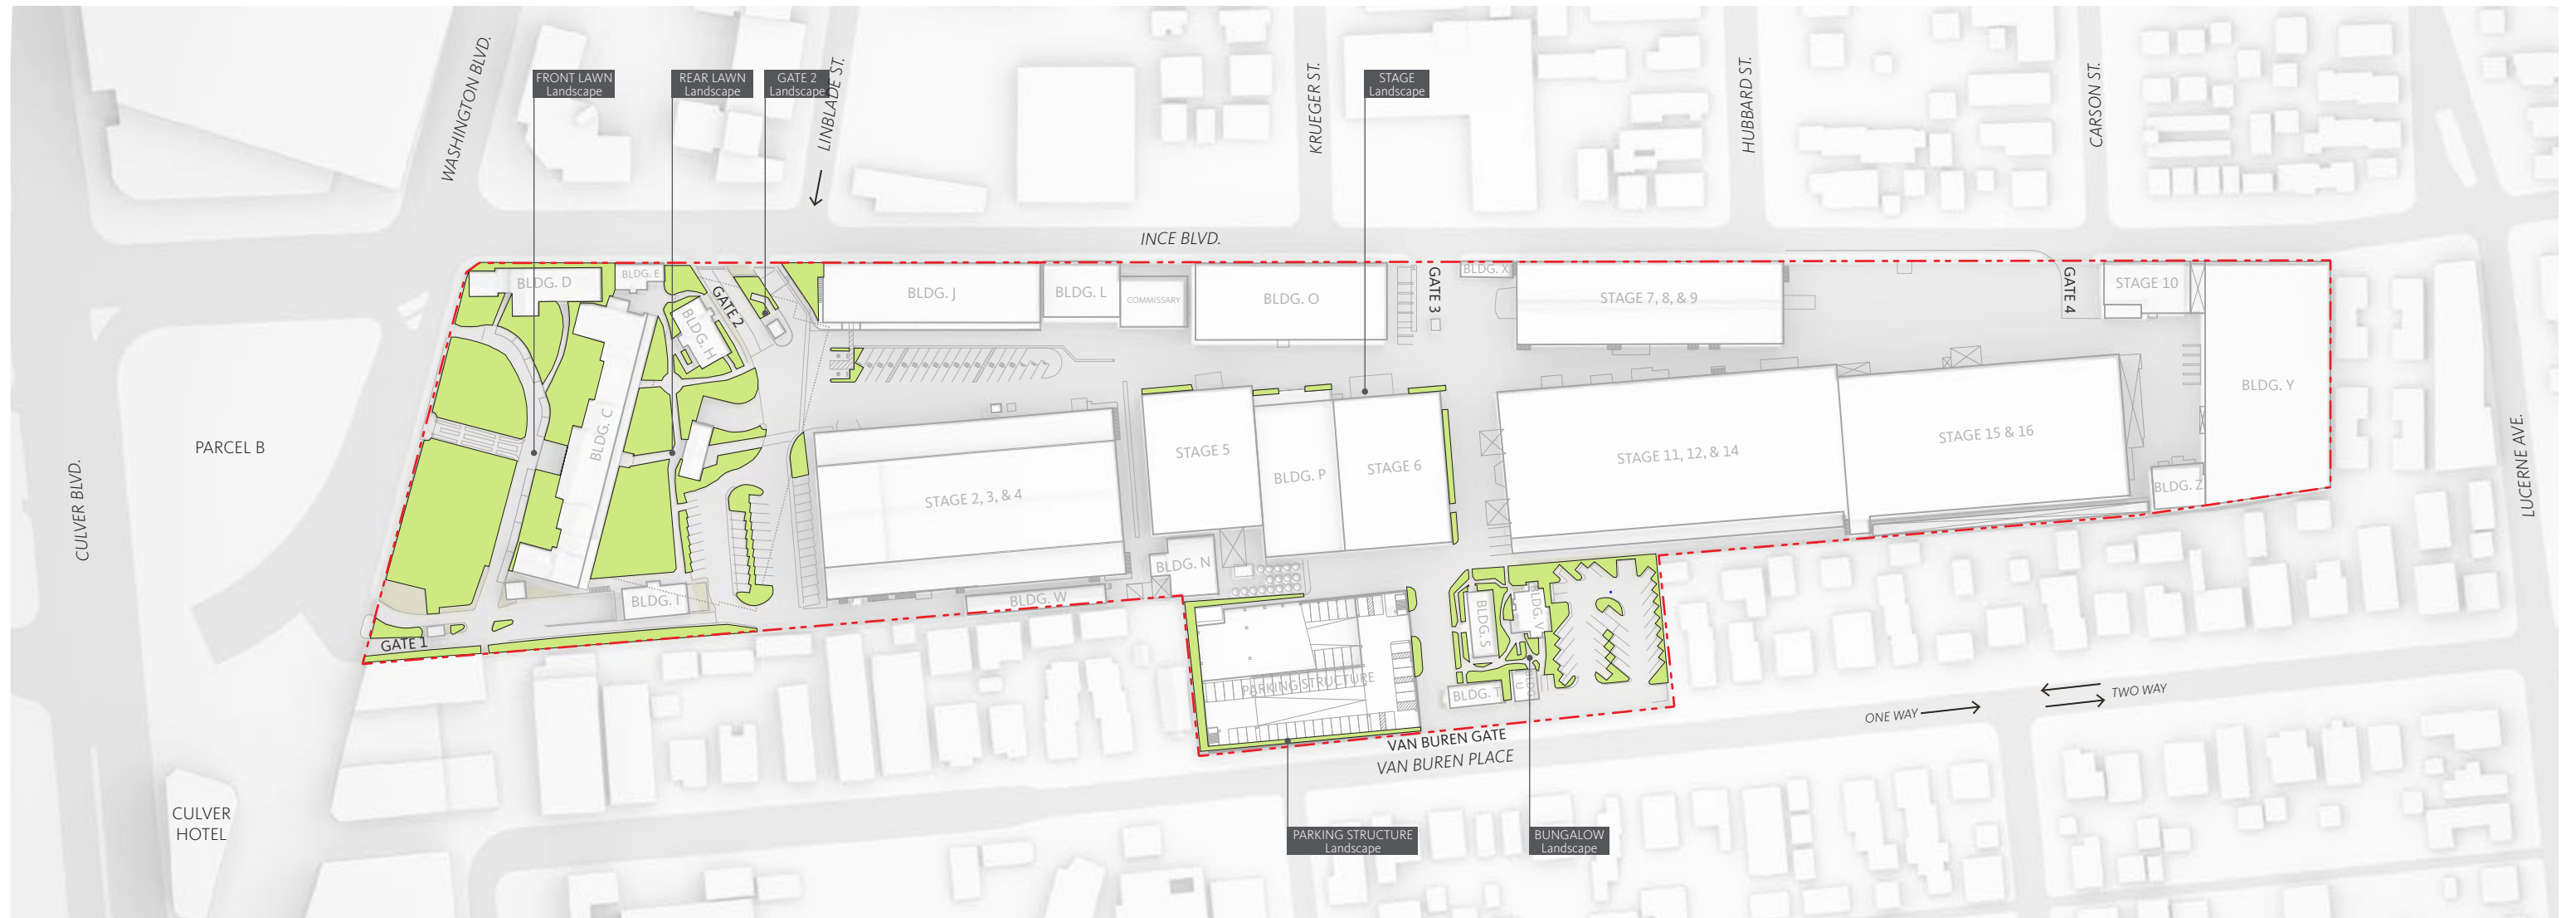 WASHINGTON BLVD.
FRONT LAWN
Landscape
REAR LAWN
Landscape
GATE 2
Landscape
LINBLADE ST.
KRUEGER ST.
STAGE
Landscape
HUBBARD ST.
CARSON ST.
INCE BLVD.
BLDG. D
BLDG. E
GATE 2
BLDG. H
BLDG. J
BLDG. L
COMMISSARY
BLDG. O
GATE 3
BLDG. X
STAGE 7, 8, & 9
GATE 4
STAGE 10
BLDG. Y
PARCEL B
CULVER BLVD.
BLDG. C
STAGE 2, 3, & 4
STAGE 5
BLDG. P
STAGE 6
STAGE 11, 12, & 14
STAGE 15 & 16
BLDG. Z
LUCERNE AVE.
BLDG. N
BLDG. I
BLDG. W
GATE 1
BLDG. S
BLDG. V
PARKING STRUCTURE
BLDG. T
BLDG. U
TWO WAY
ONE WAY
VAN BUREN GATE
VAN BUREN PLACE
CULVER
HOTEL
PARKING STRUCTURE
Landscape
BUNGALOW
Landscape